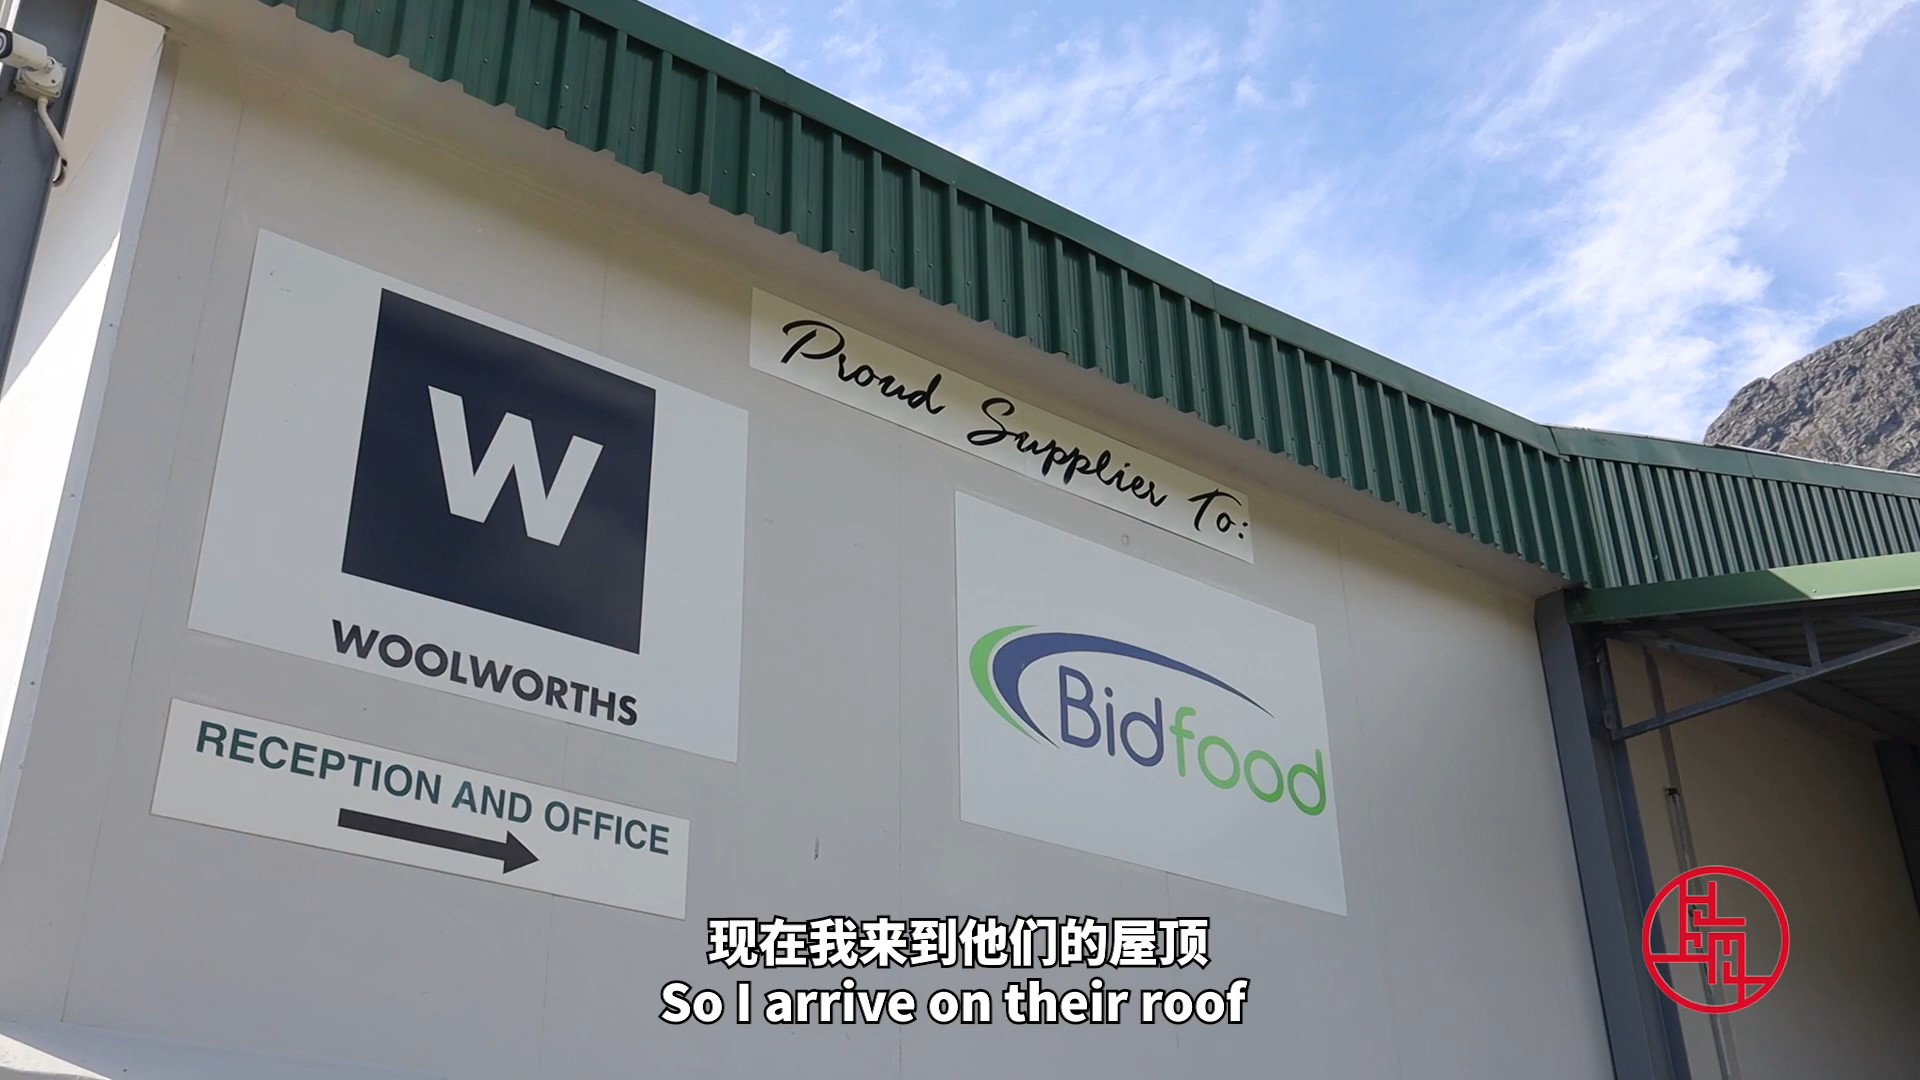 Proud Supplier To:
W
WOOLWORTHS
Bidfood
RECEPTION AND OFFICE
现在我来到他们的屋顶
So I arrive on their roof